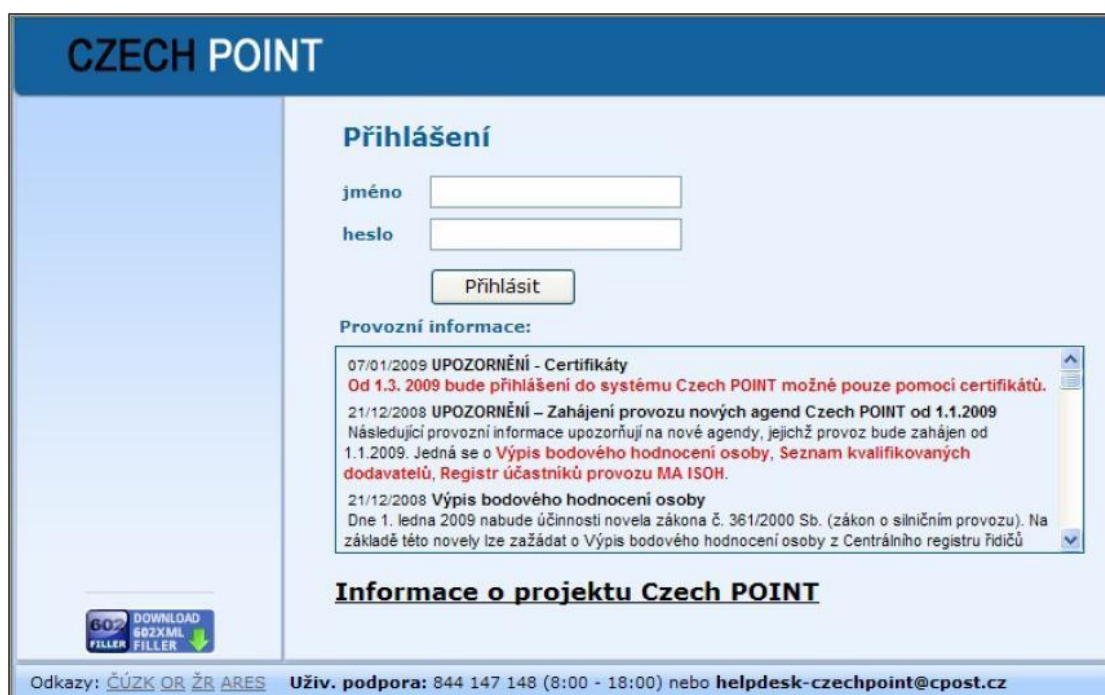 CZECH POINT
Přihlášení
jméno
heslo
Přihlásit
Provozní informace:
07/01/2009 UPOZORNĚNÍ - Certifikáty
Od 1.3. 2009 bude přihlášení do systému Czech POINT možné pouze pomocí certifikátů.
21/12/2008 UPOZORNĚNÍ – Zahájení provozu nových agend Czech POINT od 1.1.2009
Následující provozní informace upozorňují na nové agendy, jejichž provoz bude zahájen od
1.1.2009. Jedná se o Výpis bodového hodnocení osoby, Seznam kvalifikovaných
dodavatelů, Registr účastníků provozu MA ISOH.
21/12/2008 Výpis bodového hodnocení osoby
Dne 1. ledna 2009 nabude účinnosti novela zákona č. 361/2000 Sb. (zákon o silničním provozu). Na
základě této novely lze zažádat o Výpis bodového hodnocení osoby z Centrálního registru řidičů
Informace o projektu Czech POINT
602 FILLER
DOWNLOAD
602XML
FILLER
Odkazy: ČÚZK OR ŽR ARES Uživ. podpora: 844 147 148 (8:00 - 18:00) nebo helpdesk-czechpoint@cpost.cz